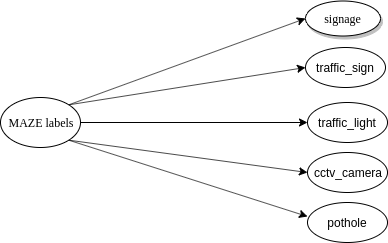 signage
traffic_sign
MAZE labels
traffic_light
cctv_camera
pothole